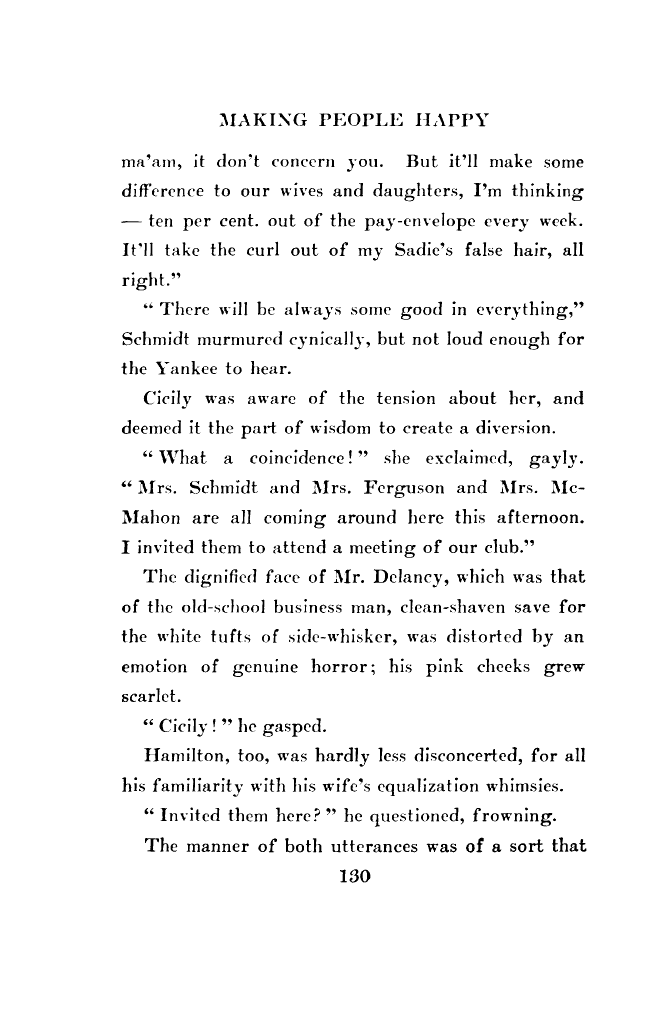 MAKING PEOPLE HAPPY
ma'am, it don't concern you. But it'll make some
difference to our wives and daughters, I'm thinking
— ten per cent. out of the pay-envelope every week.
It'll take the curl out of my Sadie's false hair, all
right."
" There will be always some good in everything,"
Schmidt murmured cynically, but not loud enough for
the Yankee to hear.
Cicily was aware of the tension about her, and
deemed it the part of wisdom to create a diversion.
" What a coincidence! " she exclaimed, gayly.
" Mrs. Schmidt and Mrs. Ferguson and Mrs. Mc-
Mahon are all coming around here this afternoon.
I invited them to attend a meeting of our club."
The dignified face of Mr. Delancy, which was that
of the old-school business man, clean-shaven save for
the white tufts of side-whisker, was distorted by an
emotion of genuine horror; his pink cheeks grew
scarlet.
" Cicily! " he gasped.
Hamilton, too, was hardly less disconcerted, for all
his familiarity with his wife's equalization whimsies.
" Invited them here? " he questioned, frowning.
The manner of both utterances was of a sort that
130